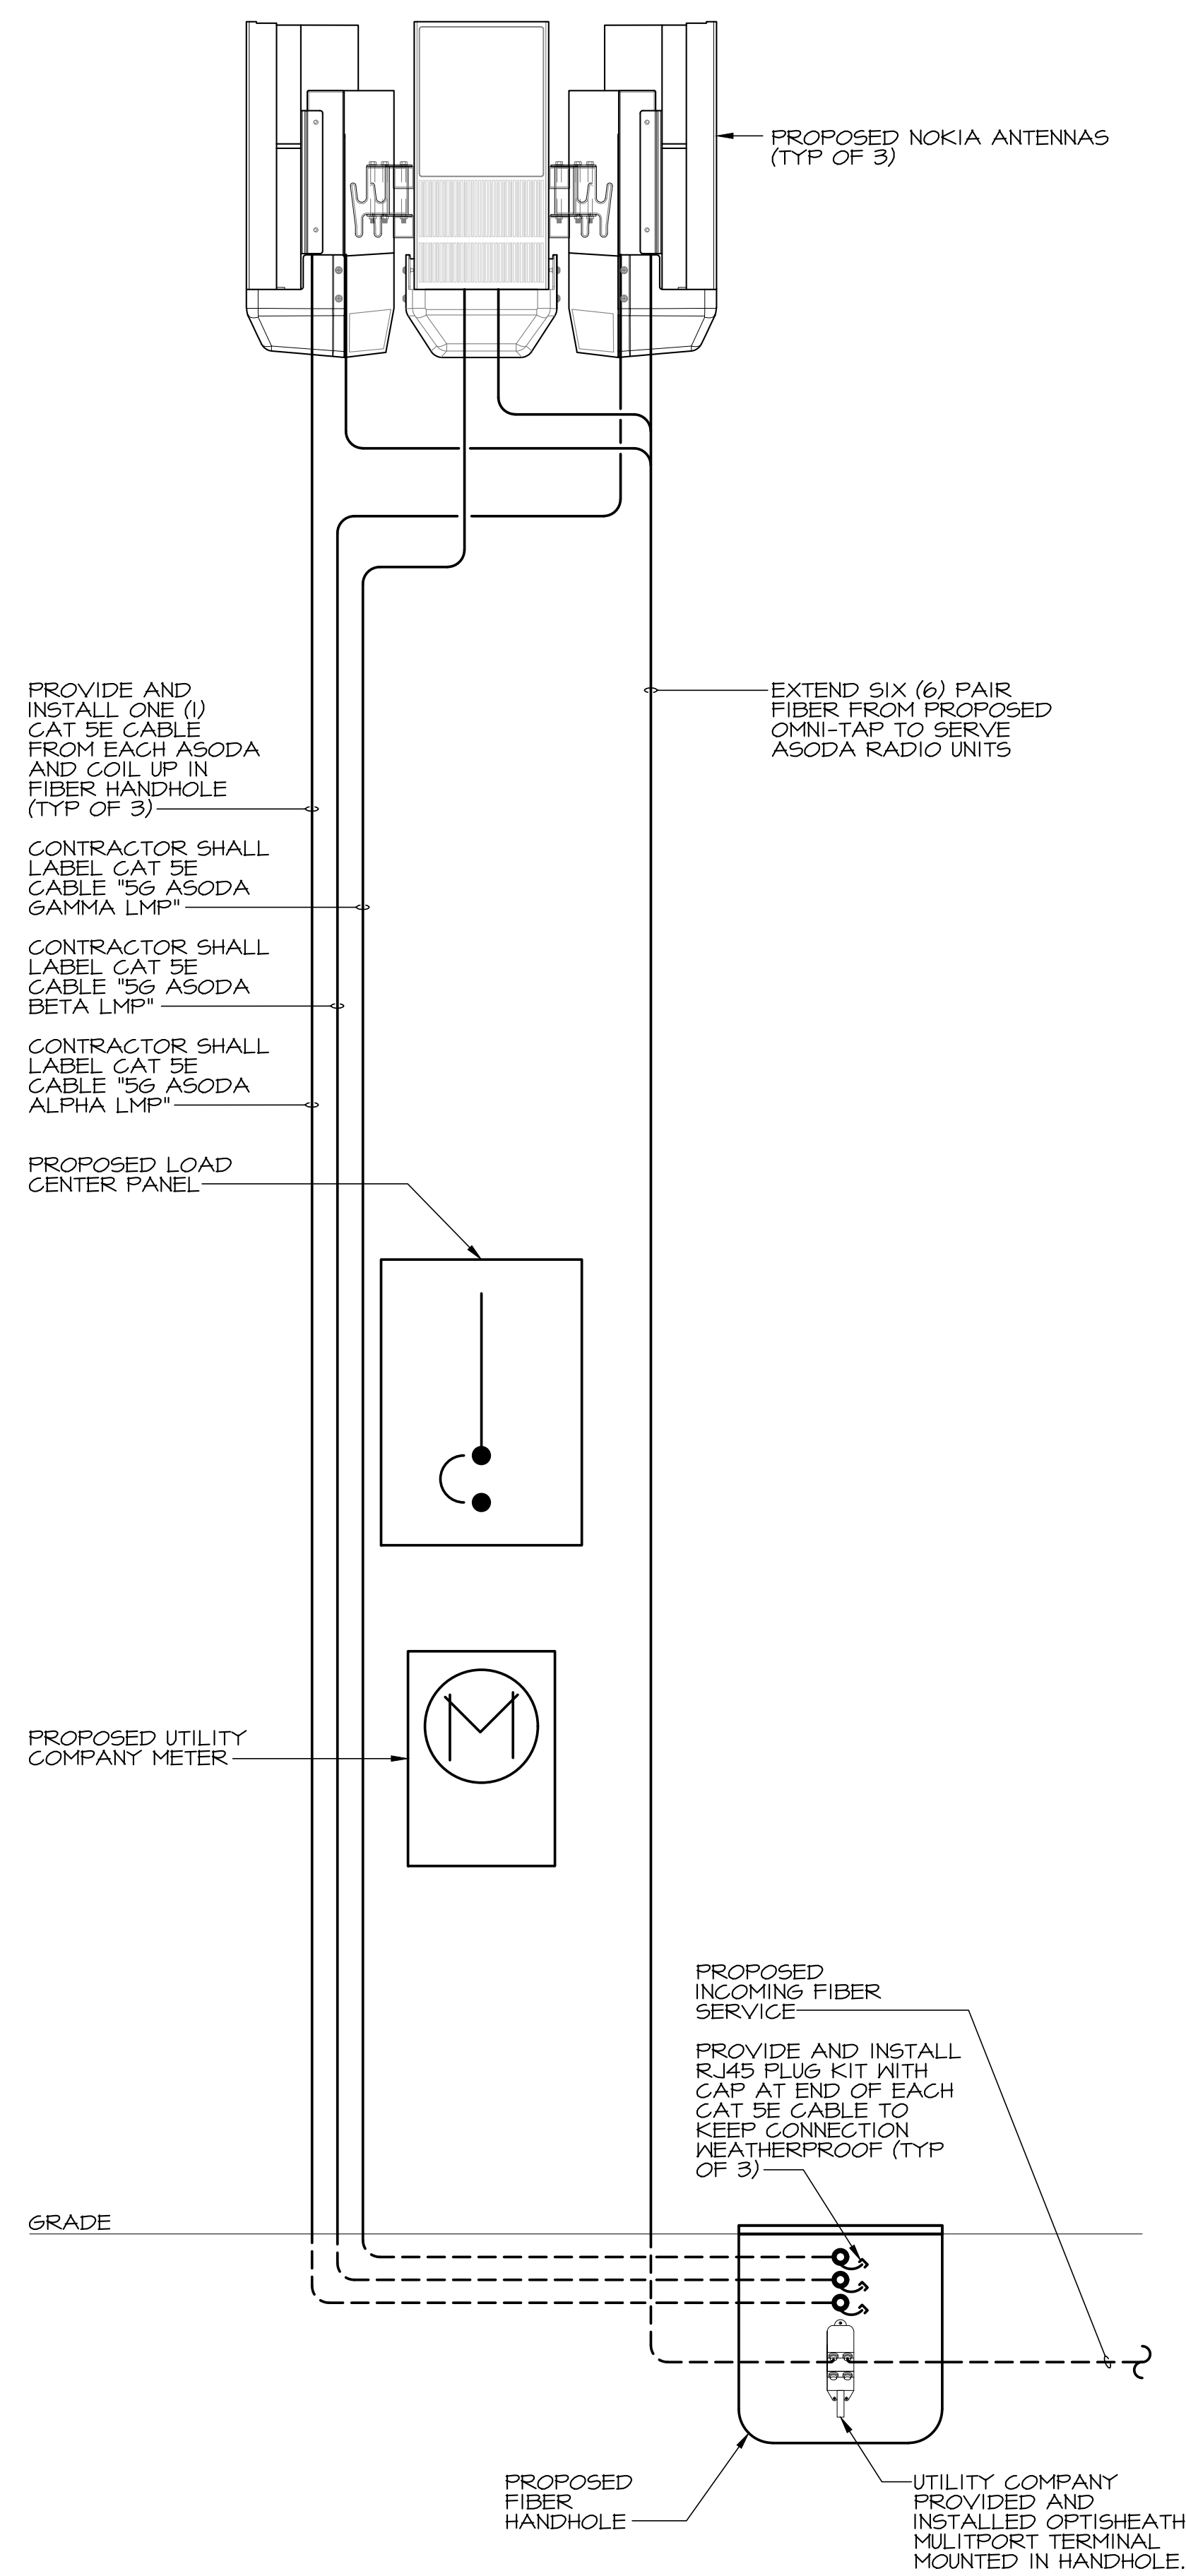 PROPOSED NOKIA ANTENNAS
(TYP OF 3)
PROVIDE AND
INSTALL ONE (1)
CAT 5E CABLE
FROM EACH ASODA
AND COIL UP IN
FIBER HANDHOLE
(TYP OF 3)
EXTEND SIX (6) PAIR
FIBER FROM PROPOSED
OMNI-TAP TO SERVE
ASODA RADIO UNITS
CONTRACTOR SHALL
LABEL CAT 5E
CABLE "5G ASODA
GAMMA LMP"
CONTRACTOR SHALL
LABEL CAT 5E
CABLE "5G ASODA
BETA LMP"
CONTRACTOR SHALL
LABEL CAT 5E
CABLE "5G ASODA
ALPHA LMP"
PROPOSED LOAD
CENTER PANEL
M
PROPOSED UTILITY
COMPANY METER
PROPOSED
INCOMING FIBER
SERVICE
PROVIDE AND INSTALL
RJ45 PLUG KIT WITH
CAP AT END OF EACH
CAT 5E CABLE TO
KEEP CONNECTION
WEATHERPROOF (TYP
OF 3)
GRADE
PROPOSED
FIBER
HANDHOLE
UTILITY COMPANY
PROVIDED AND
INSTALLED OPTISHEATH
MULITPORT TERMINAL
MOUNTED IN HANDHOLE.